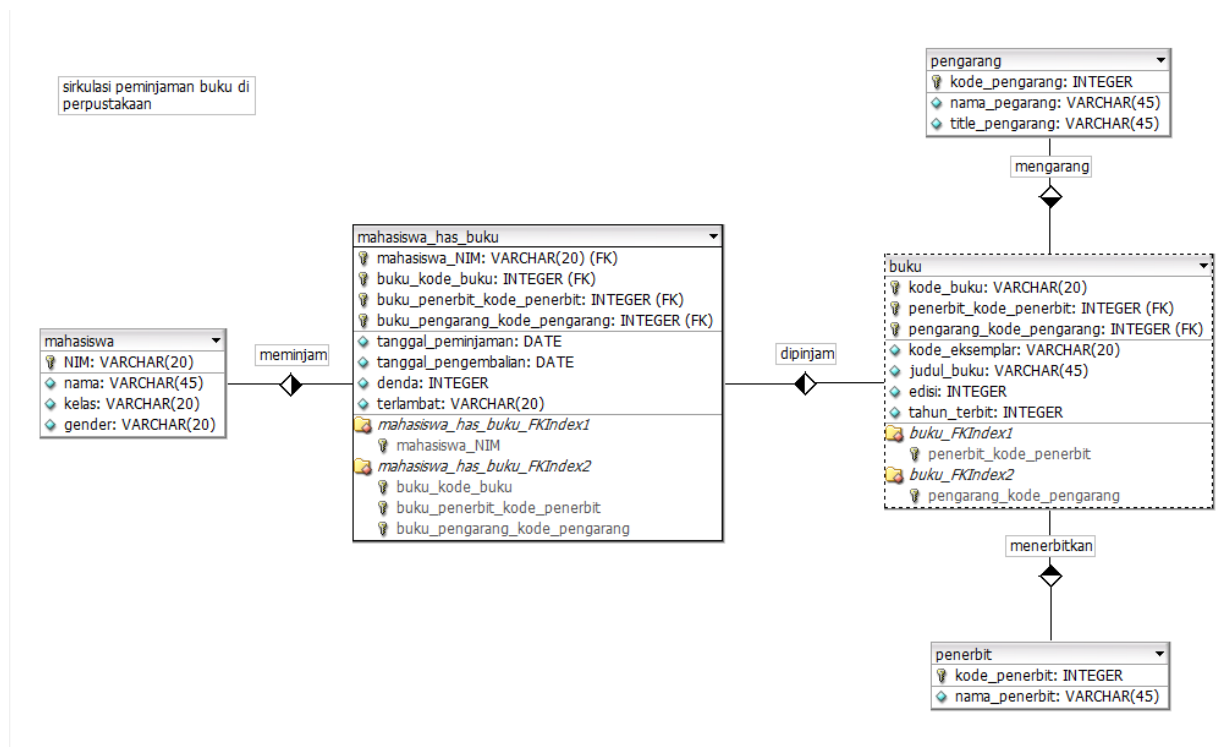 sirkulasi peminjaman buku di
perpustakaan
pengarang
kode_pengarang: INTEGER
nama_pegarang: VARCHAR(45)
title_pengarang: VARCHAR(45)
mengarang
mahasiswa_has_buku
mahasiswa_NIM: VARCHAR(20) (FK)
buku_kode_buku: INTEGER (FK)
buku_penerbit_kode_penerbit: INTEGER (FK)
buku_pengarang_kode_pengarang: INTEGER (FK)
tanggal_peminjaman: DATE
tanggal_pengembalian: DATE
denda: INTEGER
terlambat: VARCHAR(20)
mahasiswa_has_buku_FKIndex1
mahasiswa_NIM
mahasiswa_has_buku_FKIndex2
buku_kode_buku
buku_penerbit_kode_penerbit
buku_pengarang_kode_pengarang
buku
kode_buku: VARCHAR(20)
penerbit_kode_penerbit: INTEGER (FK)
pengarang_kode_pengarang: INTEGER (FK)
kode_eksemplar: VARCHAR(20)
judul_buku: VARCHAR(45)
edisi: INTEGER
tahun_terbit: INTEGER
buku_FKIndex1
penerbit_kode_penerbit
buku_FKIndex2
pengarang_kode_pengarang
mahasiswa
NIM: VARCHAR(20)
nama: VARCHAR(45)
kelas: VARCHAR(20)
gender: VARCHAR(20)
meminjam
dipinjam
menerbitkan
penerbit
kode_penerbit: INTEGER
nama_penerbit: VARCHAR(45)